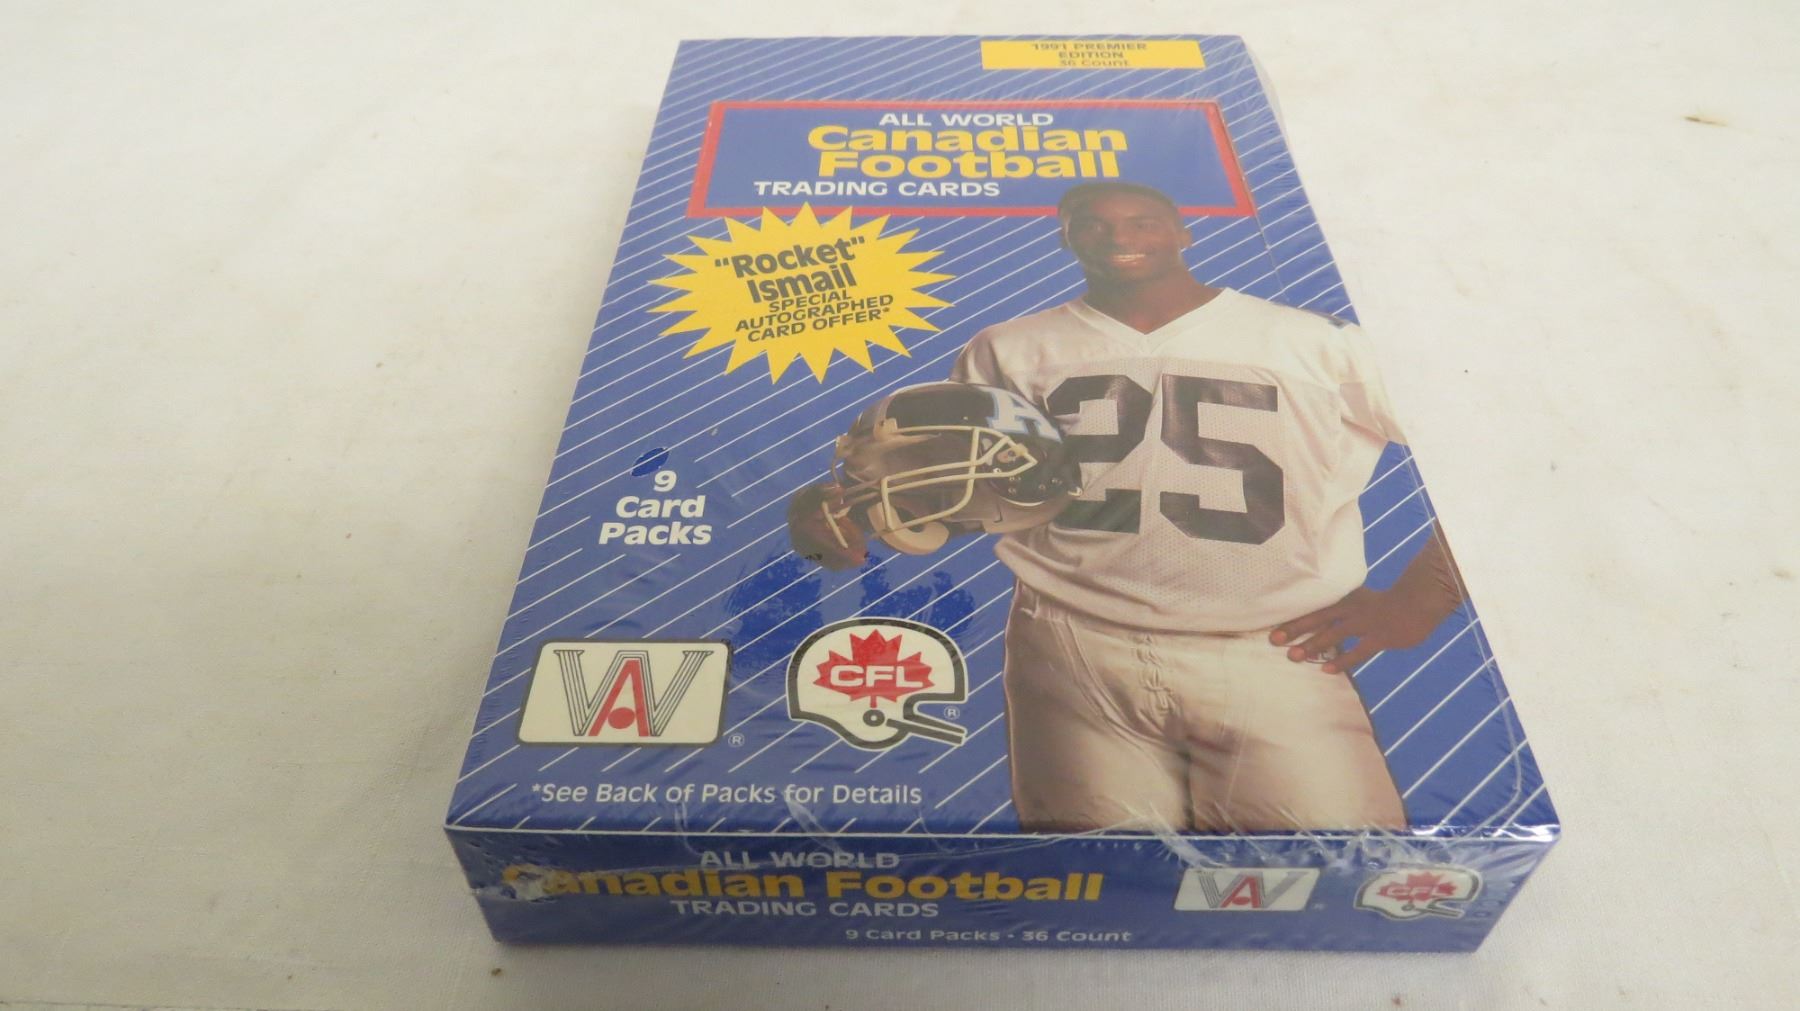 1991 PREMIER
EDITION
36 Count
ALL WORLD
Canadian
Football
TRADING CARDS
"Rocket"
Ismail
SPECIAL
AUTOGRAPHED
CARD OFFER*
25
A
9
Card
Packs
WA
®
CFL
®
*See Back of Packs for Details
ALL WORLD
Canadian Football
TRADING CARDS
9 Card Packs - 36 Count
WA
CFL